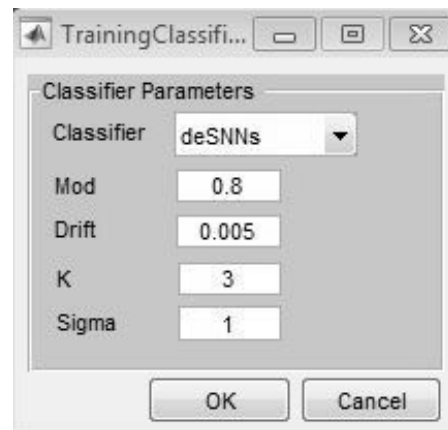 TrainingClassifi...
Classifier Parameters
Classifier deSNNs
Mod 0.8
Drift 0.005
K 3
Sigma 1
OK Cancel